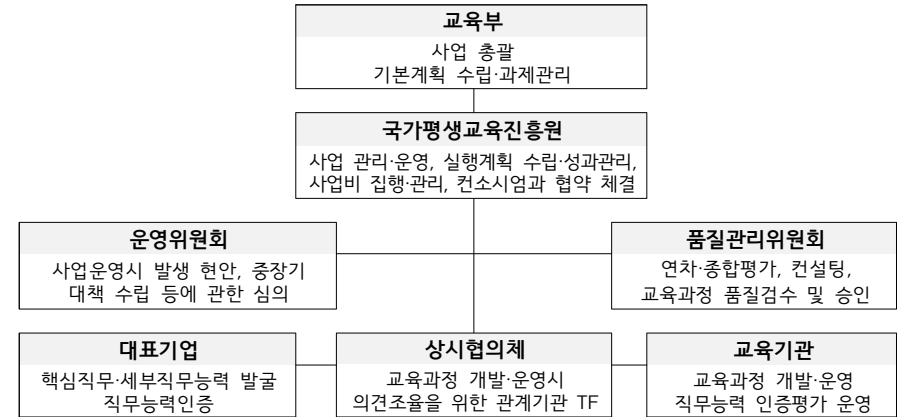 교육부
사업 총괄
기본계획 수립·과제관리
국가평생교육진흥원
사업 관리·운영, 실행계획 수립·성과관리,
사업비 집행·관리, 컨소시엄과 협약 체결
운영위원회
사업운영시 발생 현안, 중장기
대책 수립 등에 관한 심의
품질관리위원회
연차·종합평가, 컨설팅,
교육과정 품질검수 및 승인
대표기업
핵심직무·세부직무능력 발굴
직무능력인증
상시협의체
교육과정 개발·운영시
의견조율을 위한 관계기관 TF
교육기관
교육과정 개발·운영
직무능력 인증평가 운영